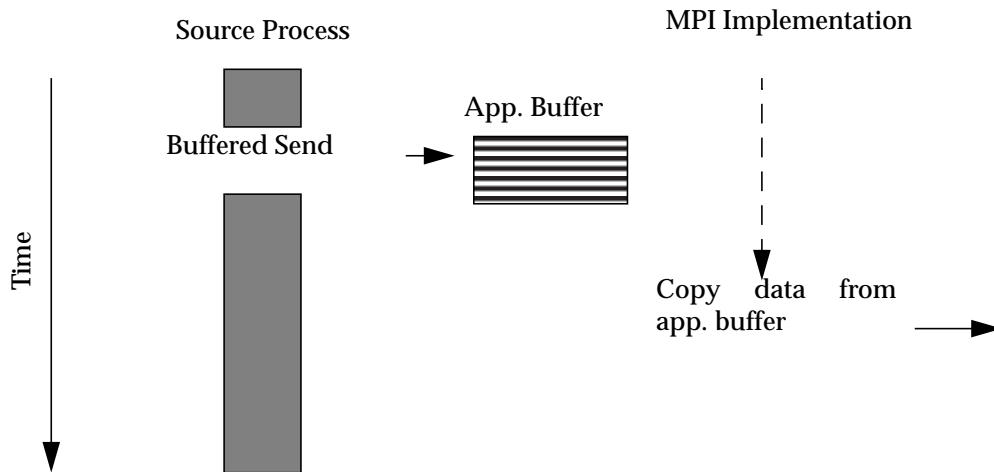 Source Process
MPI Implementation
App. Buffer
Buffered Send
Time
Copy data from
app. buffer